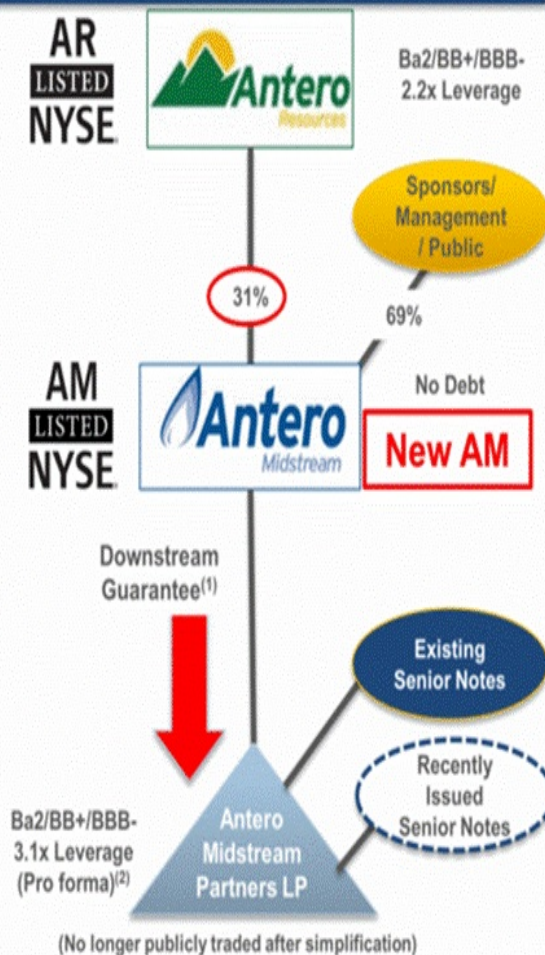 AR
LISTED
NYSE.
Antero
Resources
Ba2/BB+/BBB-
2.2x Leverage
Sponsors/
Management
/ Public
31%
69%
AM
LISTED
NYSE.
Antero
Midstream
No Debt
New AM
Downstream
Guarantee(1)
Existing
Senior Notes
Recently
Issued
Senior Notes
Ba2/BB+/BBB-
3.1x Leverage
(Pro forma)(2)
Antero
Midstream
Partners LP
(No longer publicly traded after simplification)